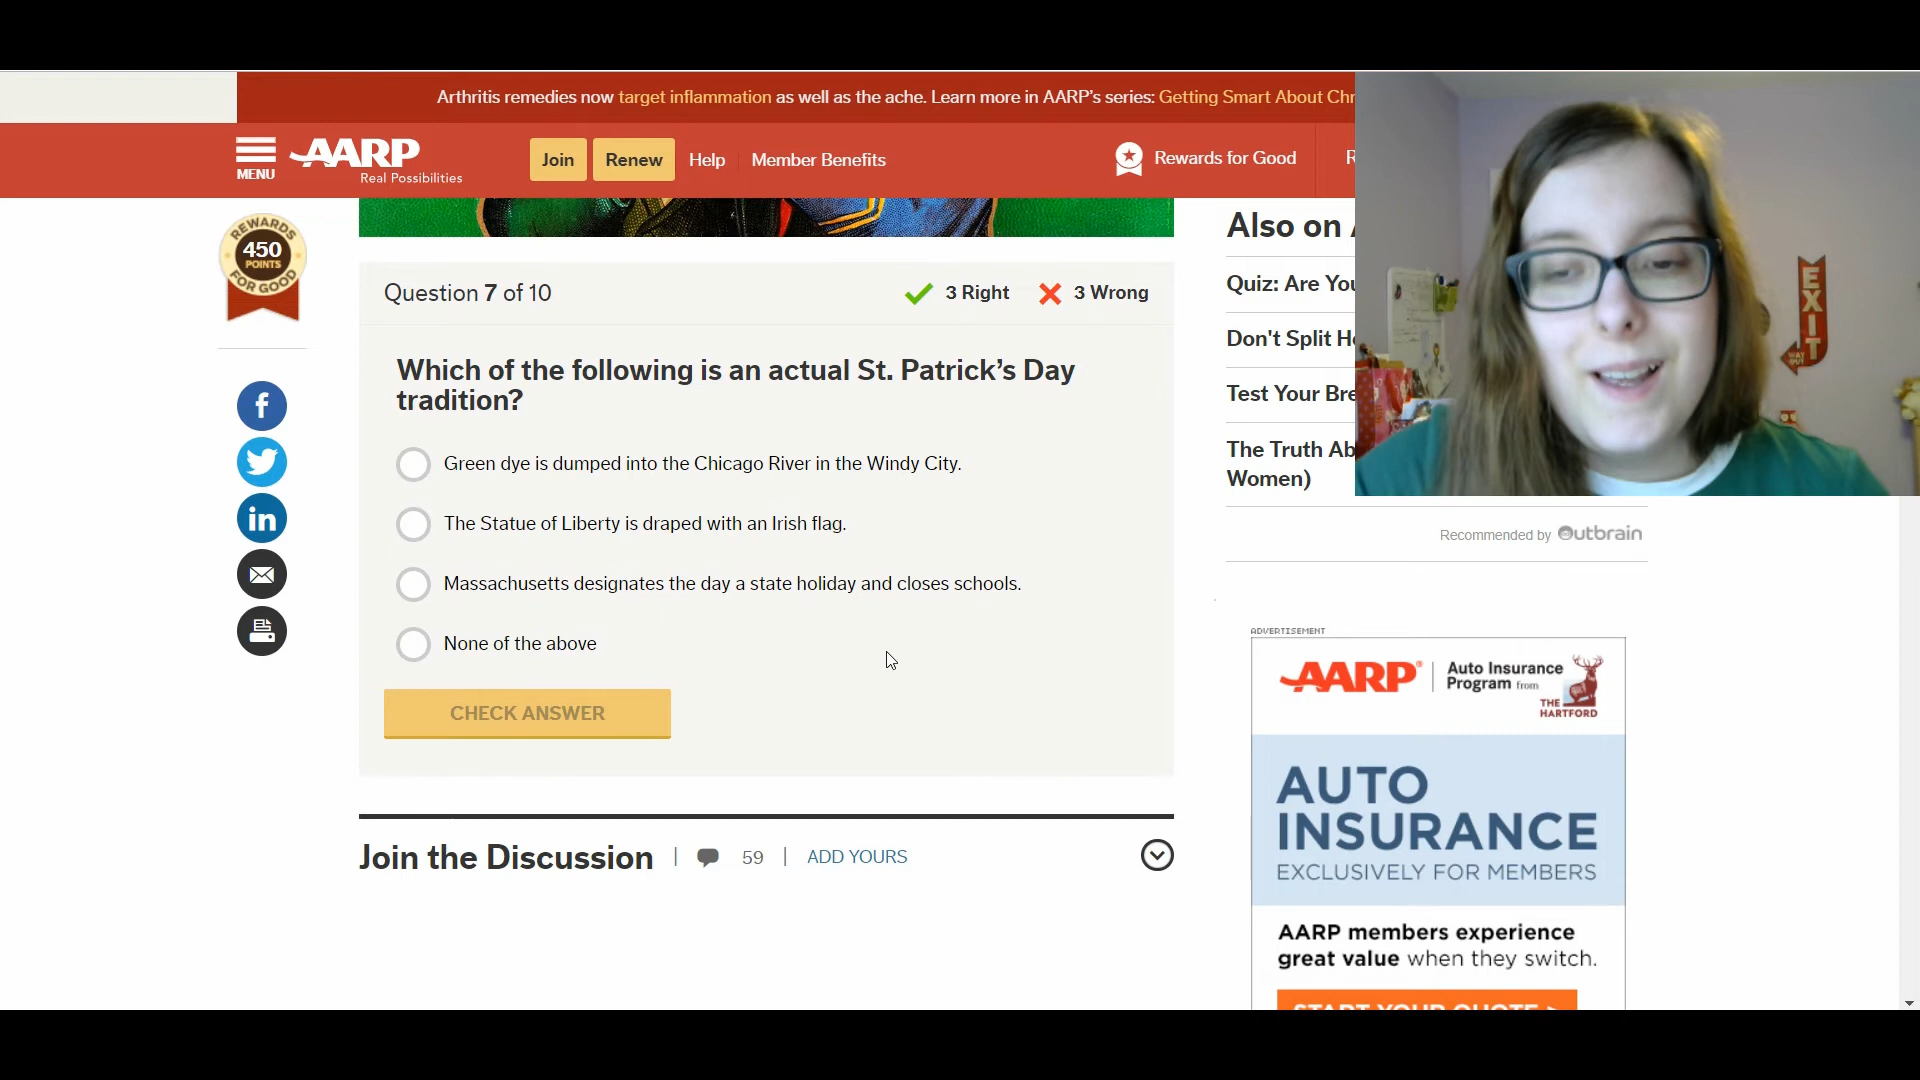 Arthritis remedies now target inflammation as well as the ache. Learn more in AARP's series: Getting Smart About Chr
MENU
AARP
Real Possibilities
Join
Renew
Help
Member Benefits
Rewards for Good
R
REWARDS
450
POINTS
FOR GOOD
Question 7 of 10
3 Right
3 Wrong
Which of the following is an actual St. Patrick's Day
tradition?
Green dye is dumped into the Chicago River in the Windy City.
The Statue of Liberty is draped with an Irish flag.
Massachusetts designates the day a state holiday and closes schools.
None of the above
CHECK ANSWER
Join the Discussion | 59 | ADD YOURS
Also on A
Quiz: Are You
Don't Split He
Test Your Bre
The Truth Ab
Women)
EXIT
WAY OUT
Recommended by Outbrain
ADVERTISEMENT
AARP | Auto Insurance
Program from
THE
HARTFORD
AUTO
INSURANCE
EXCLUSIVELY FOR MEMBERS
AARP members experience
great value when they switch.
START YOUR QUOTE >